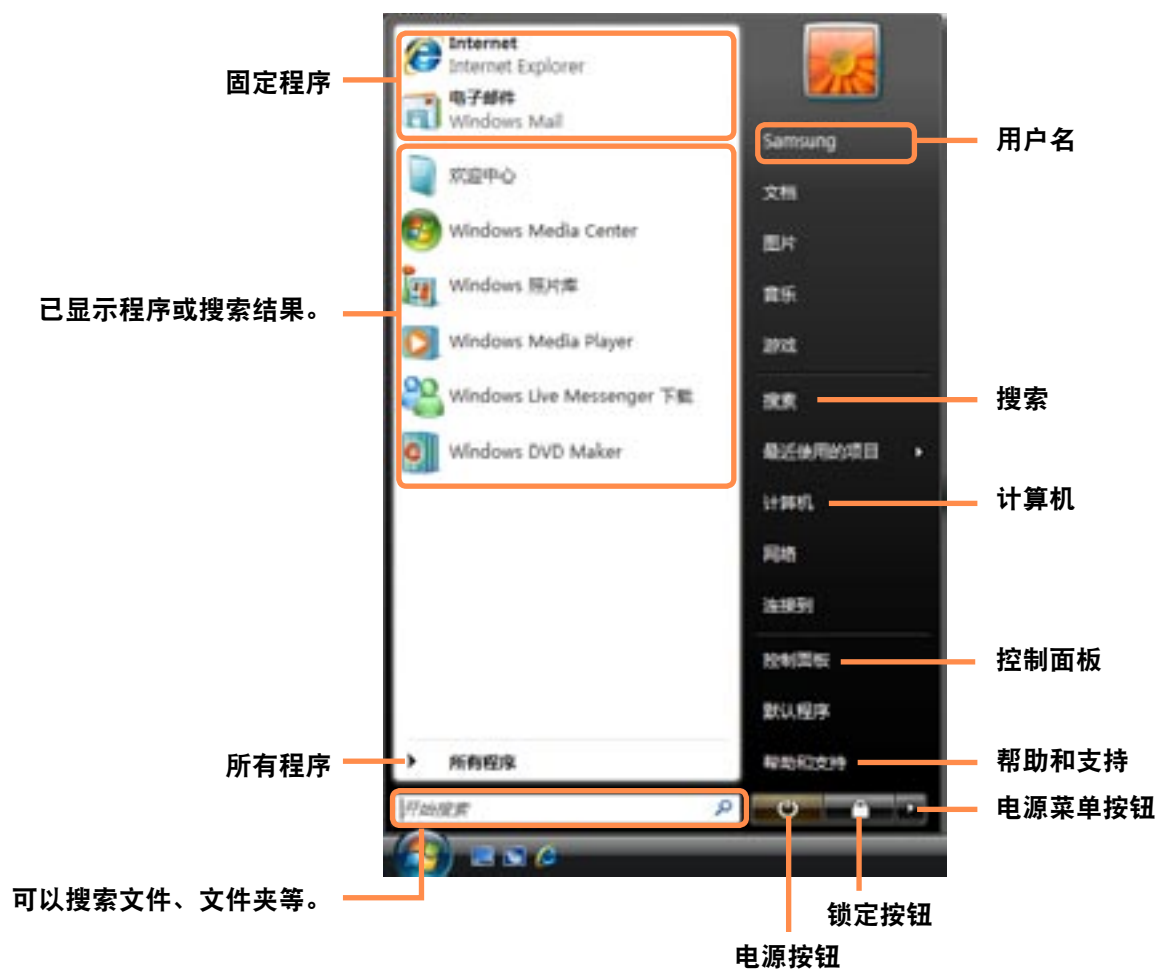 固定程序
已显示程序或搜索结果。
所有程序
可以搜索文件、文件夹等。
Internet
Internet Explorer
电子邮件
Windows Mail
欢迎中心
Windows Media Center
Windows 照片库
Windows Media Player
Windows Live Messenger 下载
Windows DVD Maker
所有程序
开始搜索
Samsung
文档
图片
音乐
游戏
搜索
最近使用的项目
计算机
网络
连接到
控制面板
默认程序
帮助和支持
用户名
搜索
计算机
控制面板
帮助和支持
电源菜单按钮
锁定按钮
电源按钮